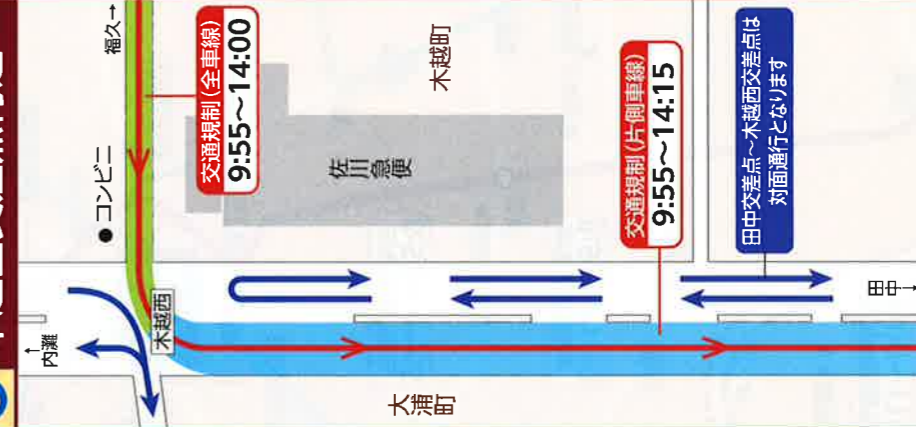 福久→
交通規制(全車線)
9:55～14:00
木越町
●コンビニ
佐川急便
交通規制(片側車線)
9:55～14:15
田中交差点～木越西交差点は
対面通行となります
←内灘
木越西
田中→
大浦町